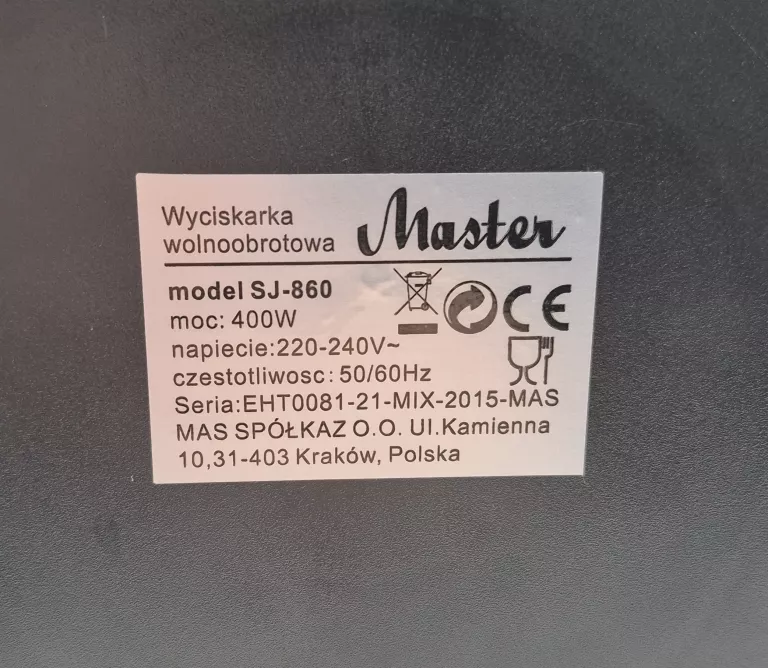 Wyciskarka
wolnoobrotowa
Master
model SJ-860
moc: 400W
napiecie:220-240V~
czestotliwosc: 50/60Hz
Seria:EHT0081-21-MIX-2015-MAS
MAS SPÓŁKAZ O.O. Ul.Kamienna
10,31-403 Kraków, Polska
CE